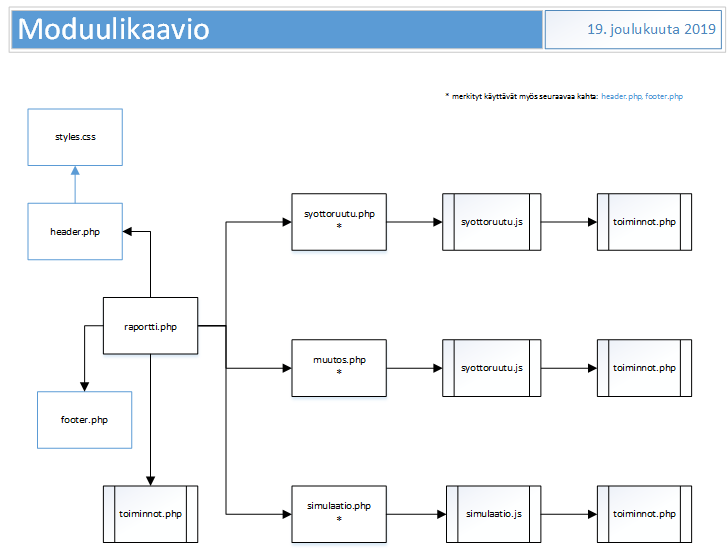 Moduulikaavio
19. joulukuuta 2019
* merkityt käyttävät myös seuraavaa kahta: header.php, footer.php
styles.css
header.php
syottoruutu.php
*
syottoruutu.js
toiminnot.php
raportti.php
muutos.php
*
syottoruutu.js
toiminnot.php
footer.php
toiminnot.php
simulaatio.php
*
simulaatio.js
toiminnot.php